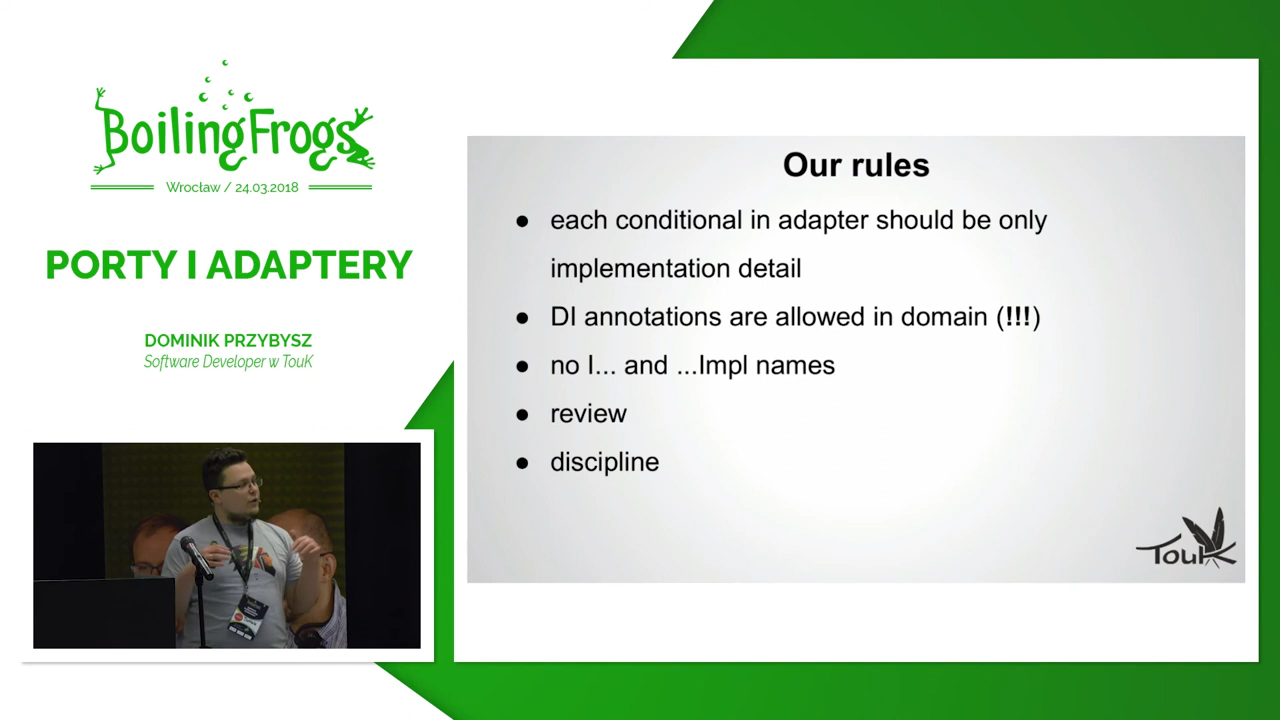 BoilingFrogs
Wrocław / 24.03.2018
PORTY I ADAPTERY
DOMINIK PRZYBYSZ
Software Developer w TouK
Our rules
● each conditional in adapter should be only
implementation detail
● DI annotations are allowed in domain (!!!)
● no I... and ...Impl names
● review
● discipline
TouK